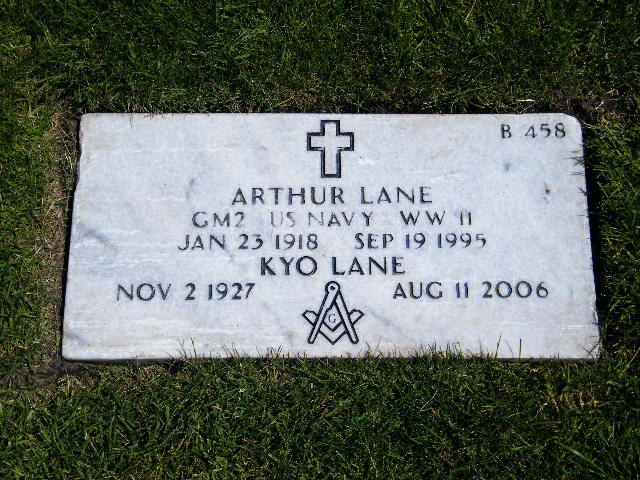 B 458
ARTHUR LANE
GM2 US NAVY WW II
JAN 23 1918 SEP 19 1995
KYO LANE
NOV 2 1927 AUG 11 2006
G